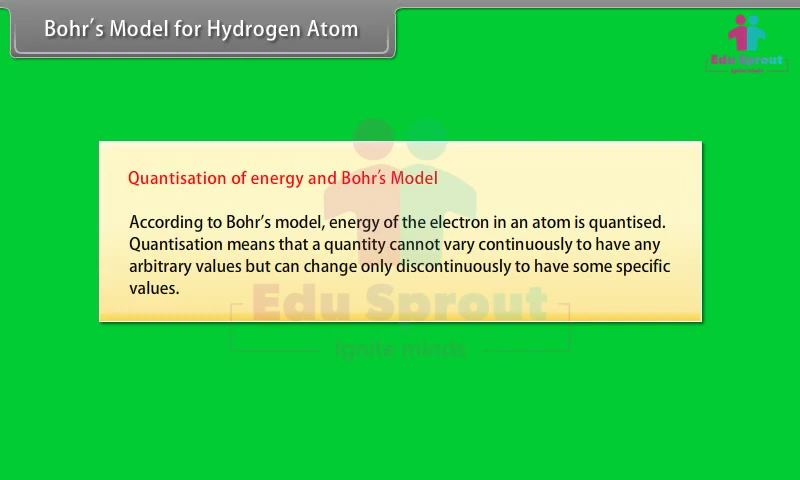 Bohr's Model for Hydrogen Atom
Edu Sprout
Quantisation of energy and Bohr's Model
According to Bohr's model, energy of the electron in an atom is quantised.
Quantisation means that a quantity cannot vary continuously to have any
arbitrary values but can change only discontinuously to have some specific
values.
Edu Sprout
Ignite minds